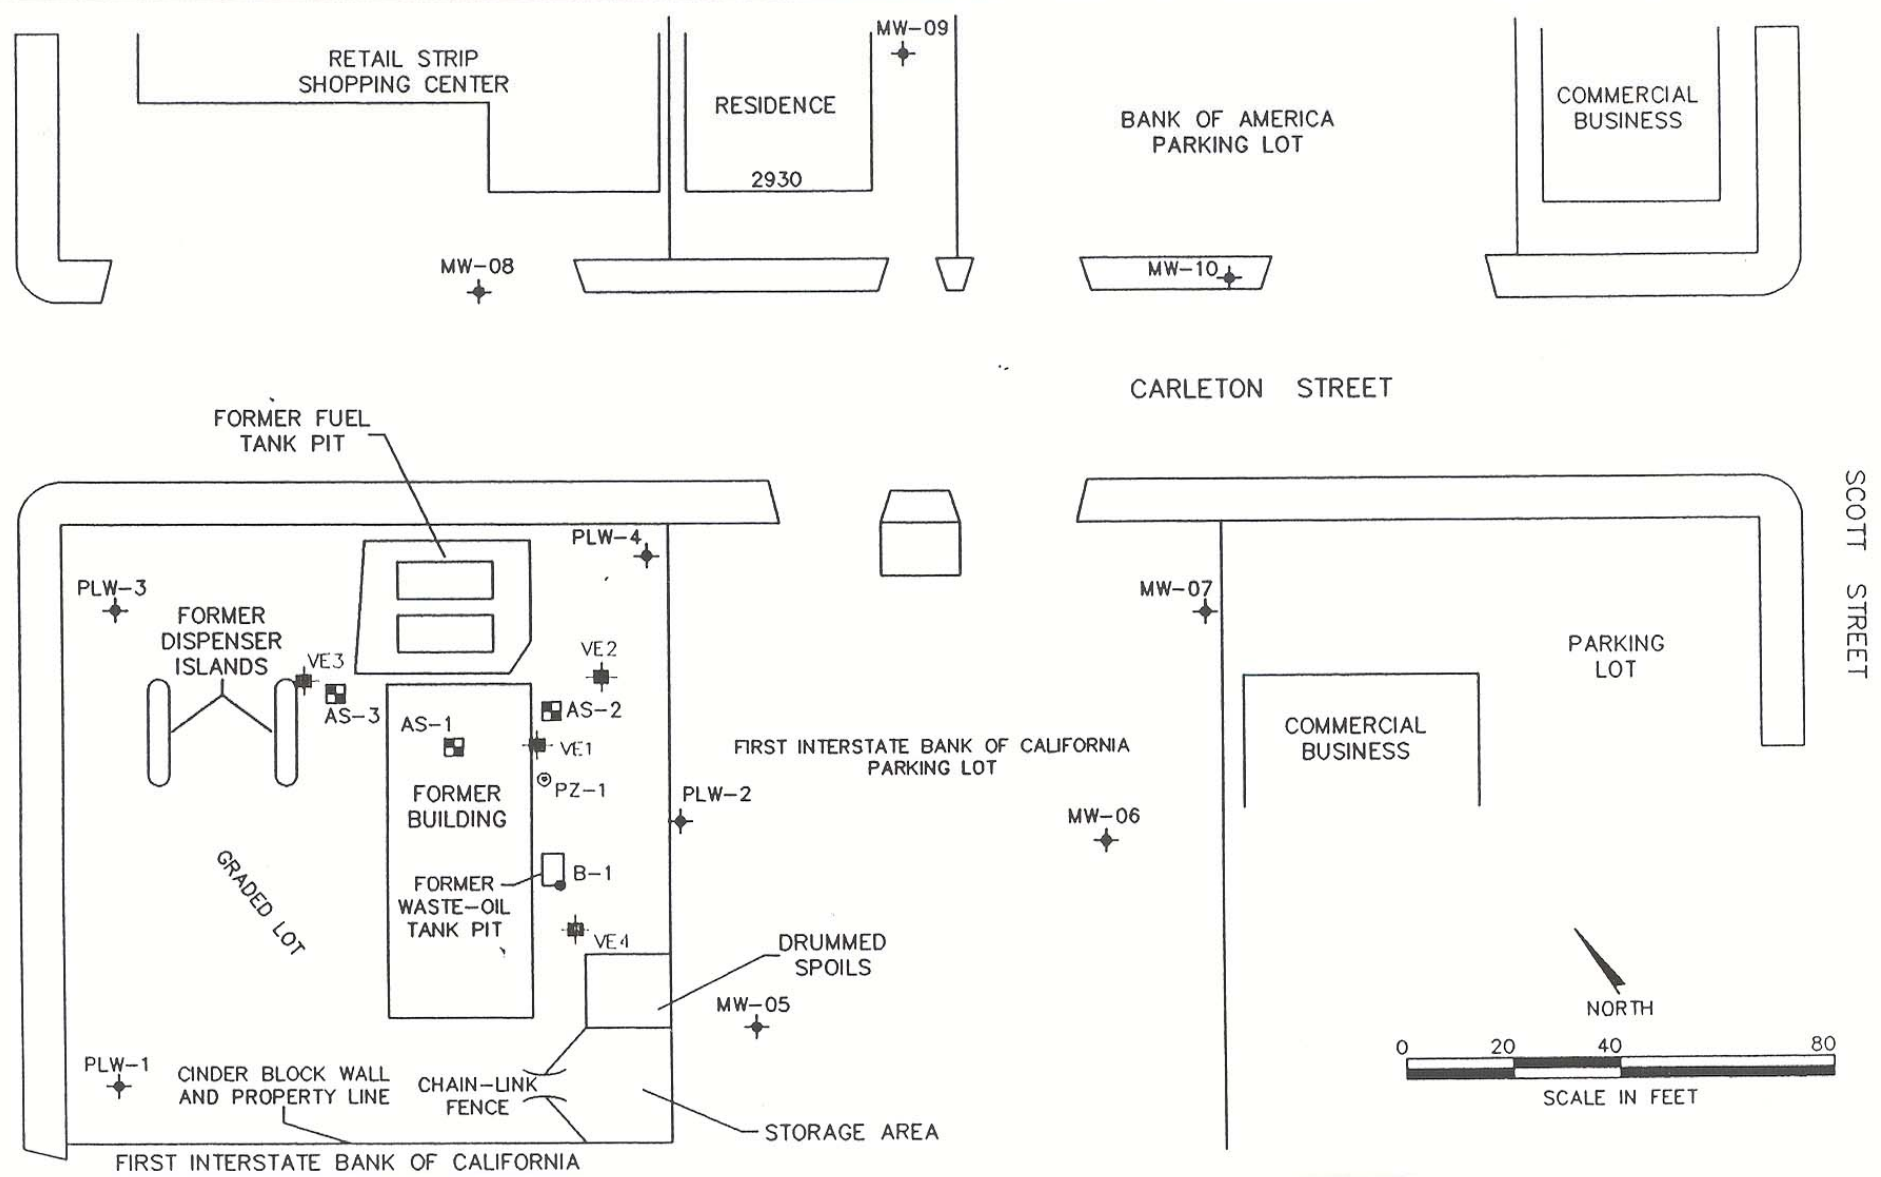 MW-09
RETAIL STRIP
SHOPPING CENTER
RESIDENCE
2930
BANK OF AMERICA
PARKING LOT
COMMERCIAL
BUSINESS
MW-08
MW-10
CARLETON STREET
FORMER FUEL
TANK PIT
SCOTT STREET
PLW-4
PLW-3
MW-07
FORMER
DISPENSER
ISLANDS
VE3
VE2
AS-3
AS-1
AS-2
VE1
PZ-1
PARKING
LOT
COMMERCIAL
BUSINESS
FIRST INTERSTATE BANK OF CALIFORNIA
PARKING LOT
FORMER
BUILDING
PLW-2
MW-06
GRADED LOT
B-1
FORMER
WASTE-OIL
TANK PIT
VE4
DRUMMED
SPOILS
MW-05
NORTH
0 20 40 80
SCALE IN FEET
PLW-1
CINDER BLOCK WALL
AND PROPERTY LINE
CHAIN-LINK
FENCE
STORAGE AREA
FIRST INTERSTATE BANK OF CALIFORNIA